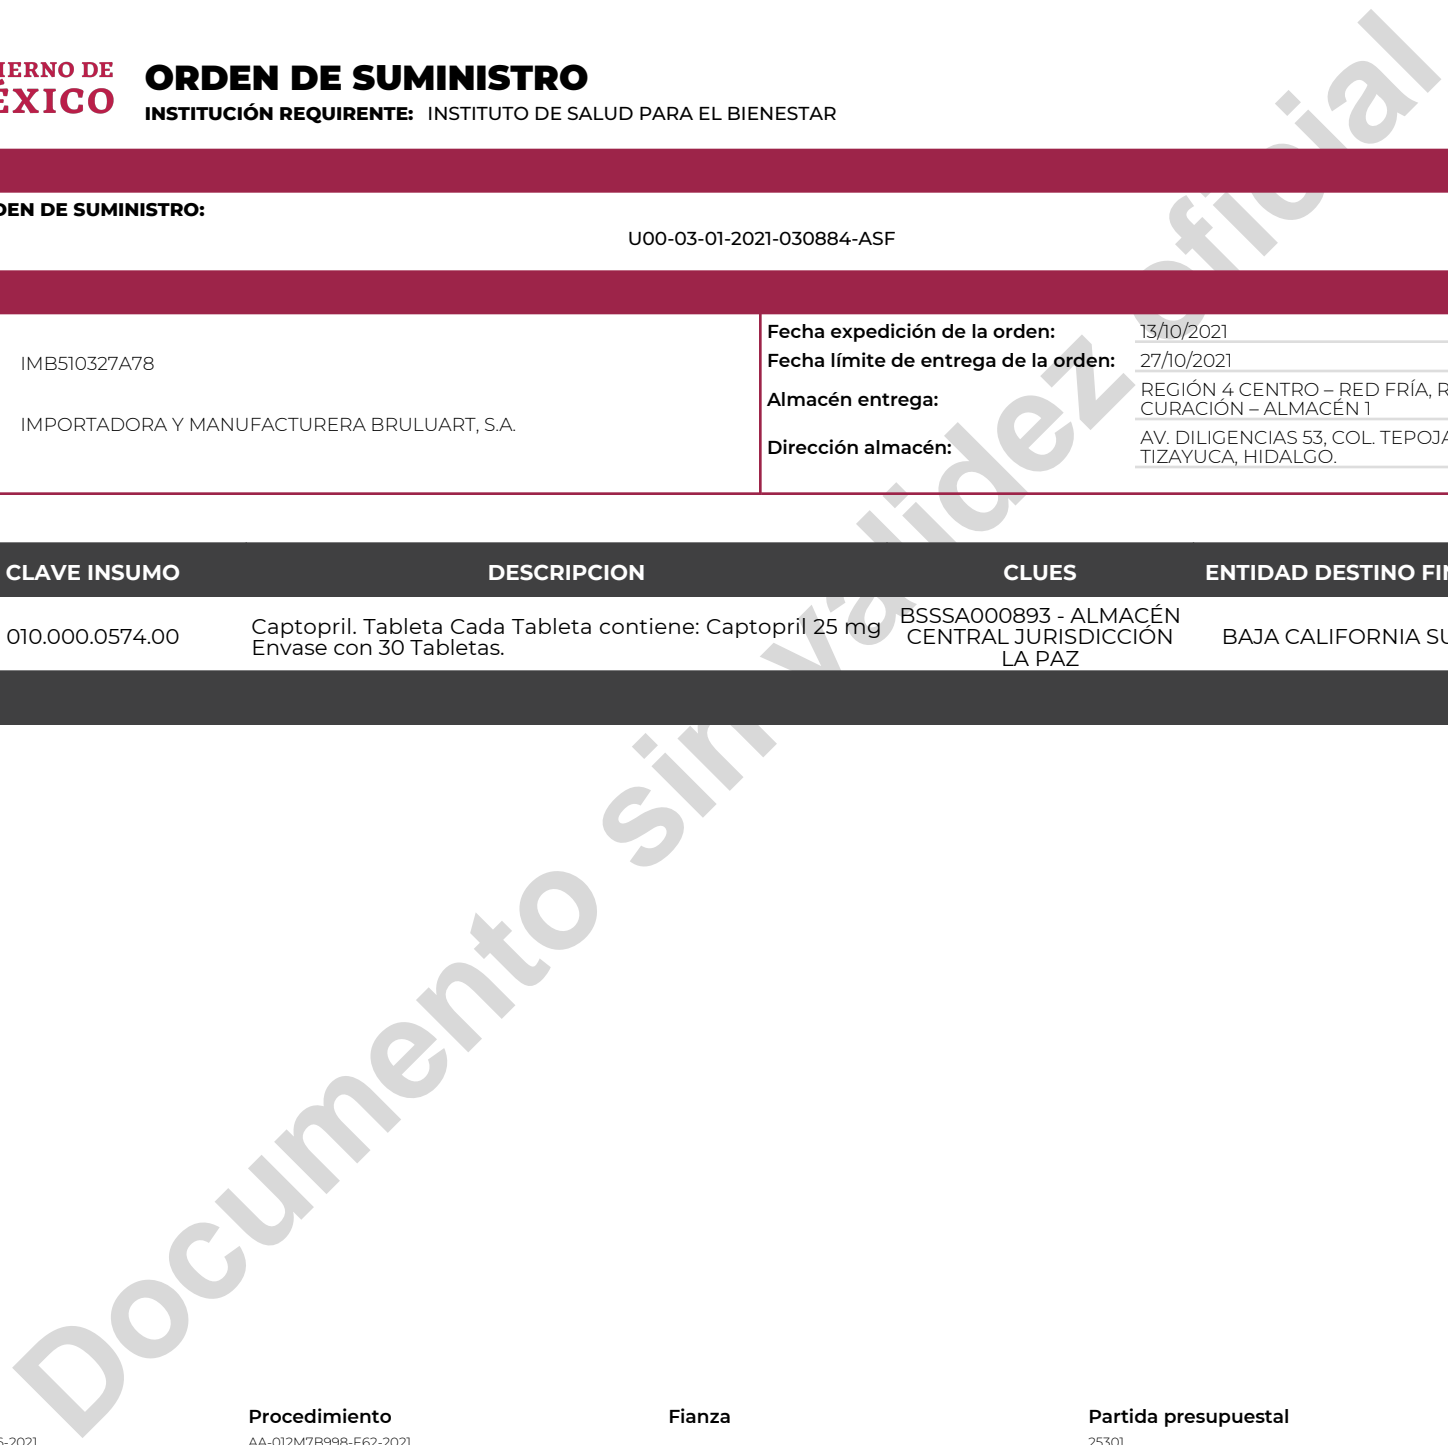 ORDEN DE SUMINISTRO
INSTITUCIÓN REQUIRENTE: INSTITUTO DE SALUD PARA EL BIENESTAR
DE
ÉXICO
DE SUMINISTRO:
U00-03-01-2021-030884-ASF
IMB510327A78
IMPORTADORA Y MANUFACTURERA BRULUART, S.A.
Fecha expedición de la orden: 13/10/2021
Fecha límite de entrega de la orden: 27/10/2021
Almacén entrega: REGIÓN 4 CENTRO – RED FRÍA,
CURACIÓN – ALMACÉN 1
Dirección almacén: AV. DILIGENCIAS 53, COL.
TIZAYUCA, HIDALGO.
CLAVE INSUMO DESCRIPCION CLUES ENTIDAD DESTINO
010.000.0574.00
Captopril. Tableta Cada Tableta contiene: Captopril 25 mg
Envase con 30 Tabletas.
BSSSA000893 - ALMACÉN
CENTRAL JURISDICCIÓN
LA PAZ
BAJA CALIFORNIA
Documento sin validez oficial
Procedimiento Fianza Partida presupuestal
-2021 AA-012M7B998-E62-2021 25301